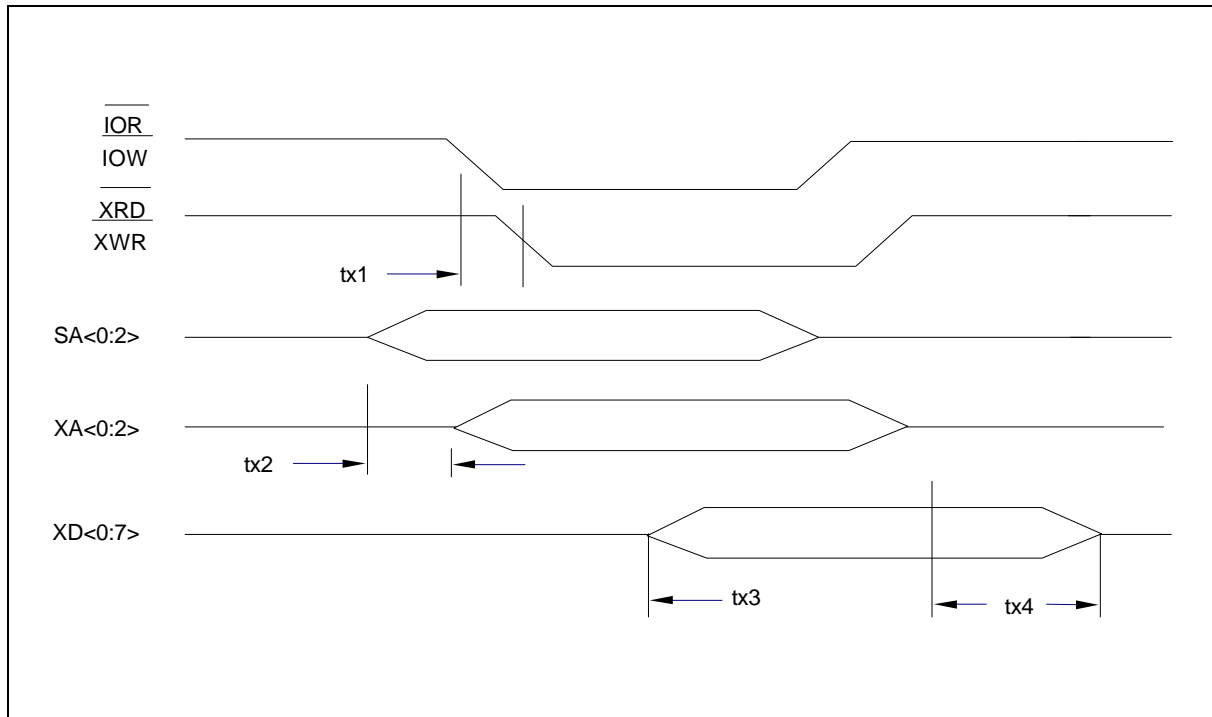 IOR
IOW
XRD
XWR
tx1
SA<0:2>
XA<0:2>
tx2
XD<0:7>
tx3
tx4